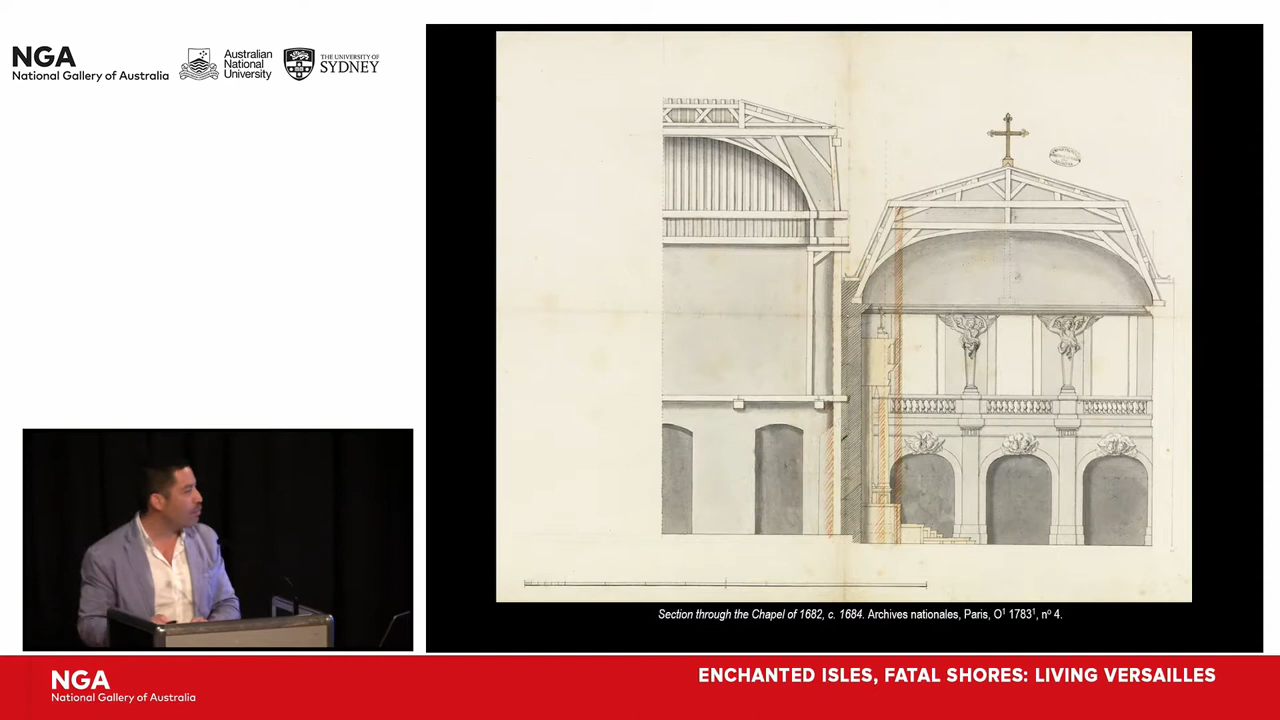 NGA
National Gallery of Australia
Australian
National
University
THE UNIVERSITY OF
SYDNEY
Section through the Chapel of 1682, c. 1684. Archives nationales, Paris, O¹ 1783¹, nº 4.
NGA
National Gallery of Australia
ENCHANTED ISLES, FATAL SHORES: LIVING VERSAILLES